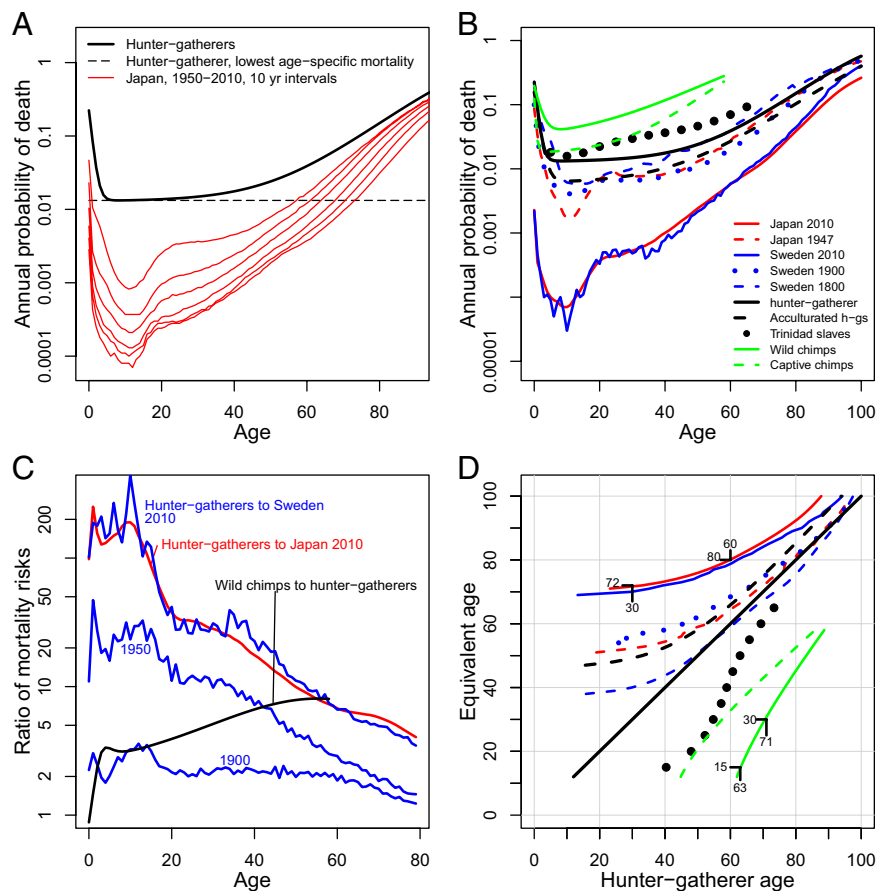 A
Hunter−gatherers
Hunter−gatherer, lowest age−specific mortality
Japan, 1950−2010, 10 yr intervals
Annual probability of death
1
0.1
0.01
0.001
0.0001
0
20
40
60
80
Age
B
Annual probability of death
1
0.1
0.01
0.001
0.00001
Japan 2010
Japan 1947
Sweden 2010
Sweden 1900
Sweden 1800
hunter−gatherer
Acculturated h−gs
Trinidad slaves
Wild chimps
Captive chimps
0
20
40
60
80
100
Age
C
Ratio of mortality risks
200
50
20
10
5
2
1
Hunter−gatherers to Sweden
2010
Hunter−gatherers to Japan 2010
Wild chimps to hunter−gatherers
1950
1900
0
20
40
60
80
Age
D
Equivalent age
100
80
60
40
20
0
72
30
60
80
30
71
15
63
0
20
40
60
80
100
Hunter−gatherer age